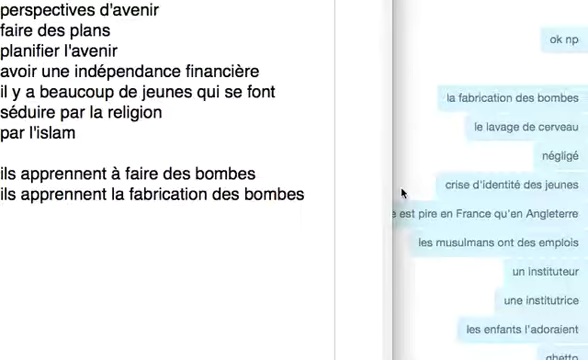 perspectives d'avenir
faire des plans
planifier l'avenir
avoir une indépendance financière
il y a beaucoup de jeunes qui se font
séduire par la religion
par l'islam
ils apprennent à faire des bombes
ils apprennent la fabrication des bombes
ok np
la fabrication des bombes
le lavage de cerveau
négligé
crise d'identité des jeunes
est pire en France qu'en Angleterre
les musulmans ont des emplois
un instituteur
une institutrice
les enfants l'adoraient
ghetto